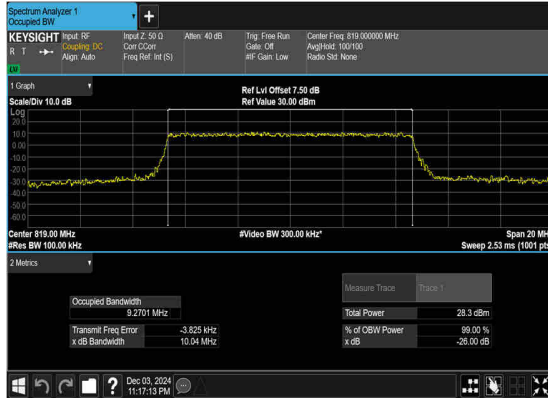 Spectrum Analyzer 1
Occupied BW
+
KEYSIGHT
R T
Input: RF
Coupling: DC
Align: Auto
Input Z: 50 Ω
Corr CCorr
Freq Ref: Int (S)
Atten: 40 dB
Trig: Free Run
Gate: Off
#IF Gain: Low
Center Freq: 819.000000 MHz
Avg|Hold: 100/100
Radio Std: None
1 Graph
Scale/Div 10.0 dB
Ref Lvl Offset 7.50 dB
Ref Value 30.00 dBm
Log
20.0
10.0
0.00
-10.0
-20.0
-30.0
-40.0
-50.0
-60.0
Center 819.00 MHz
#Video BW 300.00 kHz*
Span 20 MH
#Res BW 100.00 kHz
Sweep 2.53 ms (1001 pts
2 Metrics
Measure Trace Trace 1
Occupied Bandwidth
9.2701 MHz
Total Power 28.3 dBm
Transmit Freq Error -3.825 kHz
% of OBW Power 99.00 %
x dB Bandwidth 10.04 MHz
x dB -26.00 dB
?
Dec 03, 2024
11:17:13 PM